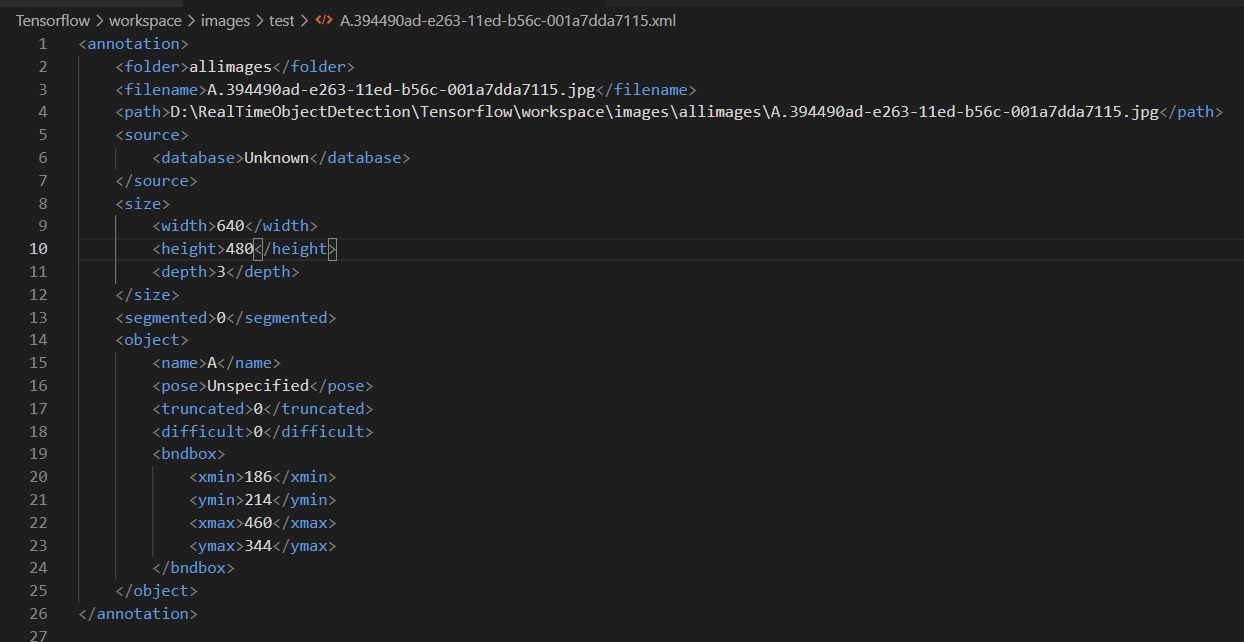 Tensorflow > workspace > images > test > </> A.394490ad-e263-11ed-b56c-001a7dda7115.xml
1 <annotation>
2 <folder>allimages</folder>
3 <filename>A.394490ad-e263-11ed-b56c-001a7dda7115.jpg</filename>
4 <path>D:\RealTimeObjectDetection\Tensorflow\workspace\images\allimages\A.394490ad-e263-11ed-b56c-001a7dda7115.jpg</path>
5 <source>
6 <database>Unknown</database>
7 </source>
8 <size>
9 <width>640</width>
10 <height>480</height>
11 <depth>3</depth>
12 </size>
13 <segmented>0</segmented>
14 <object>
15 <name>A</name>
16 <pose>Unspecified</pose>
17 <truncated>0</truncated>
18 <difficult>0</difficult>
19 <bndbox>
20 <xmin>186</xmin>
21 <ymin>214</ymin>
22 <xmax>460</xmax>
23 <ymax>344</ymax>
24 </bndbox>
25 </object>
26 </annotation>
27